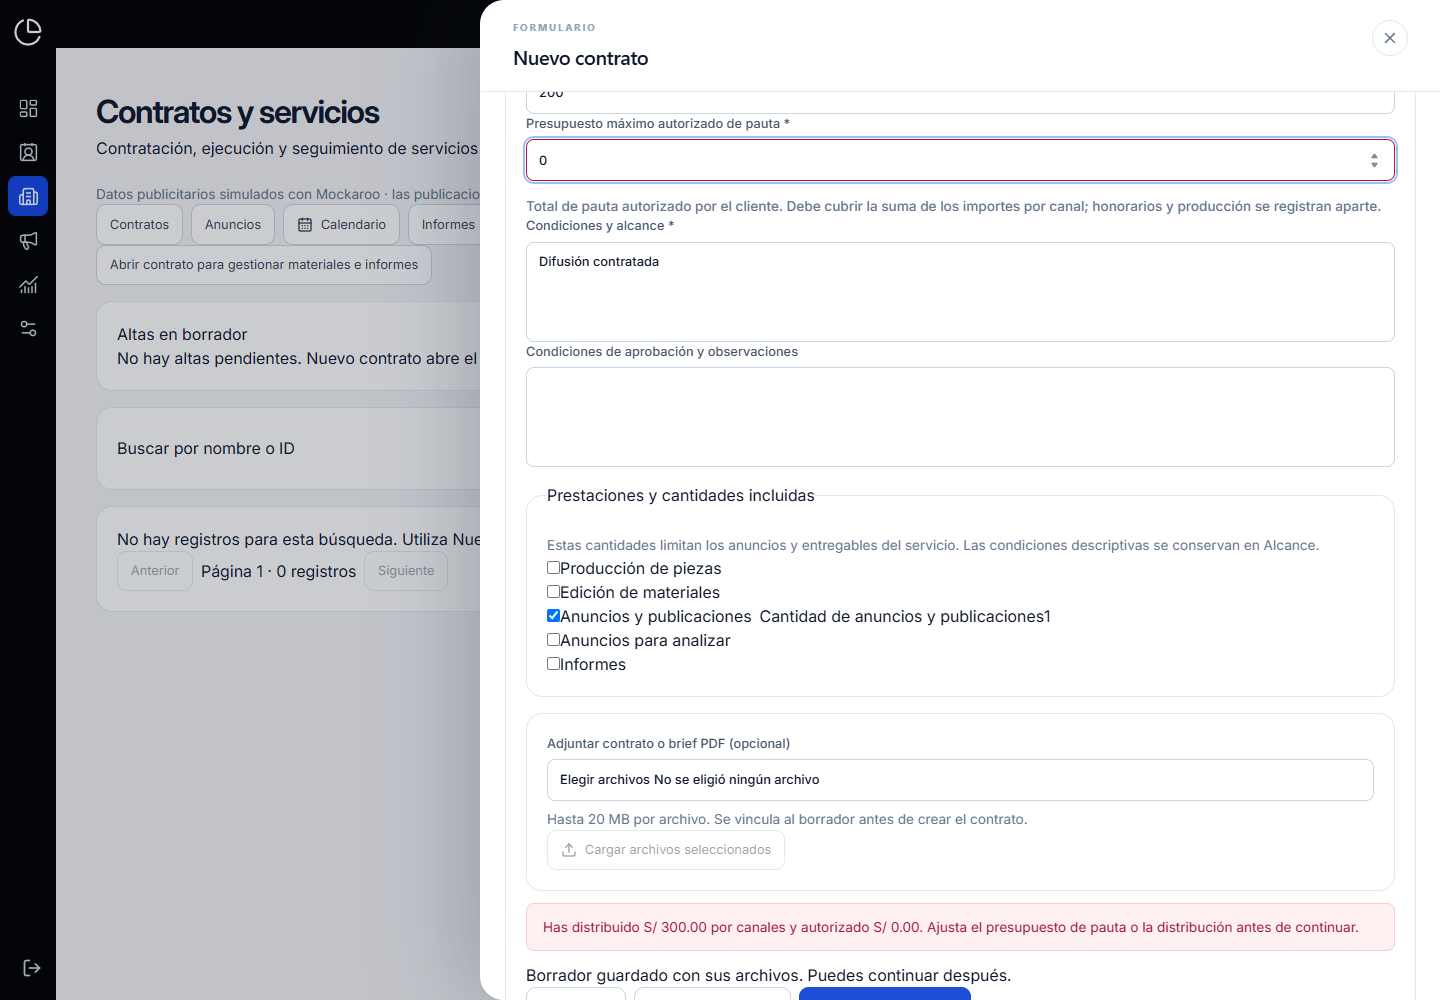 FORMULARIO
Nuevo contrato
Contratos y servicios
Contratación, ejecución y seguimiento de servicios
Datos publicitarios simulados con Mockaroo · las publicacio
Contratos
Anuncios
Calendario
Informes
Abrir contrato para gestionar materiales e informes
Altas en borrador
No hay altas pendientes. Nuevo contrato abre el
Buscar por nombre o ID
No hay registros para esta búsqueda. Utiliza Nue
Anterior
Página 1 · 0 registros
Siguiente
200
Presupuesto máximo autorizado de pauta *
0
Total de pauta autorizado por el cliente. Debe cubrir la suma de los importes por canal; honorarios y producción se registran aparte.
Condiciones y alcance *
Difusión contratada
Condiciones de aprobación y observaciones
Prestaciones y cantidades incluidas
Estas cantidades limitan los anuncios y entregables del servicio. Las condiciones descriptivas se conservan en Alcance.
Producción de piezas
Edición de materiales
Anuncios y publicaciones Cantidad de anuncios y publicaciones1
Anuncios para analizar
Informes
Adjuntar contrato o brief PDF (opcional)
Elegir archivos No se eligió ningún archivo
Hasta 20 MB por archivo. Se vincula al borrador antes de crear el contrato.
Cargar archivos seleccionados
Has distribuido S/ 300.00 por canales y autorizado S/ 0.00. Ajusta el presupuesto de pauta o la distribución antes de continuar.
Borrador guardado con sus archivos. Puedes continuar después.